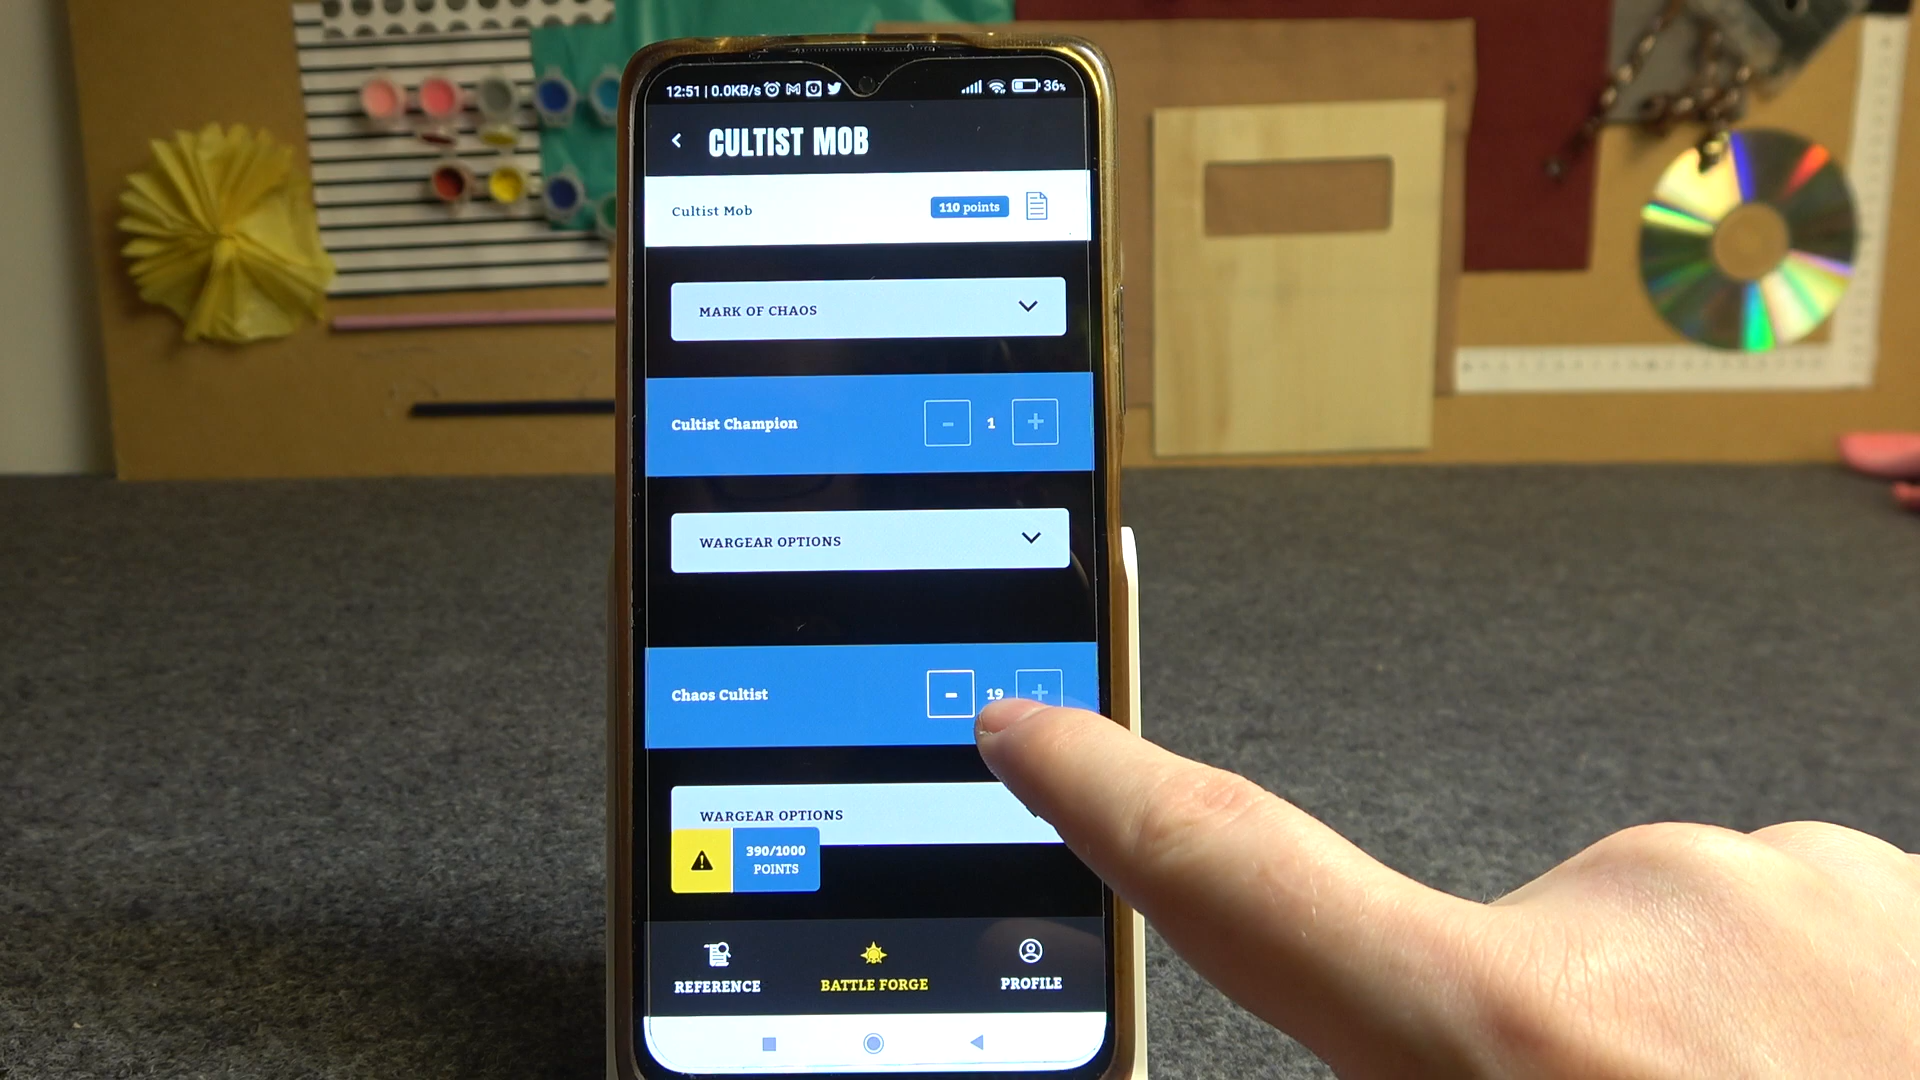 12:51 | 0.0KB/s 36%
CULTIST MOB
Cultist Mob 110 points
MARK OF CHAOS
Cultist Champion - 1 +
WARGEAR OPTIONS
Chaos Cultist - 19 +
WARGEAR OPTIONS
390/1000
POINTS
REFERENCE BATTLE FORGE PROFILE